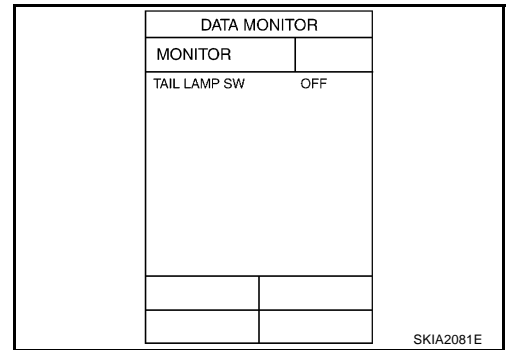 DATA MONITOR
MONITOR
TAIL LAMP SW OFF
SKIA2081E